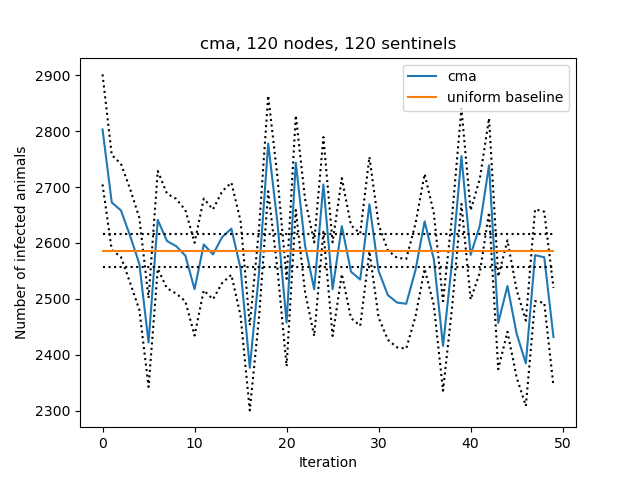 cma, 120 nodes, 120 sentinels
cma
uniform baseline
2900
2800
2700
2600
2500
2400
2300
Number of infected animals
0 10 20 30 40 50
Iteration